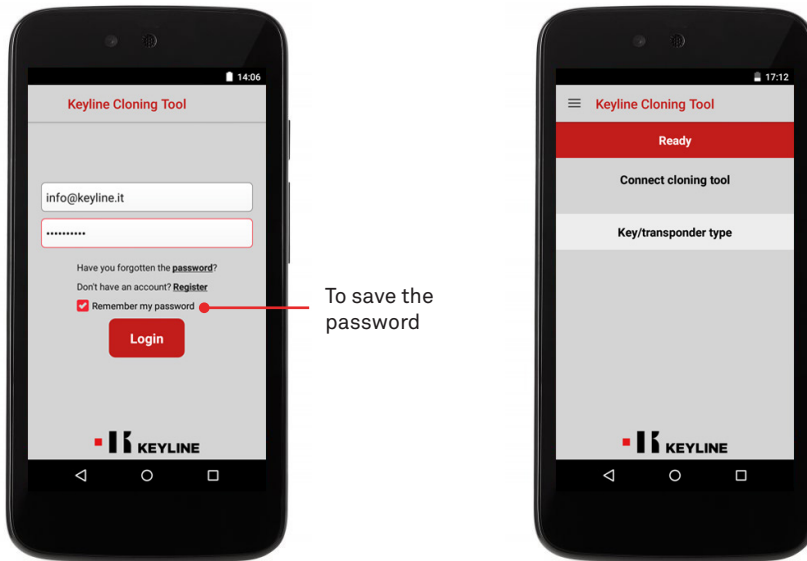 14:06
Keyline Cloning Tool
info@keyline.it
••••••••••
Have you forgotten the password?
Don't have an account? Register
Remember my password
Login
KEYLINE
To save the
password
17:12
Keyline Cloning Tool
Ready
Connect cloning tool
Key/transponder type
KEYLINE